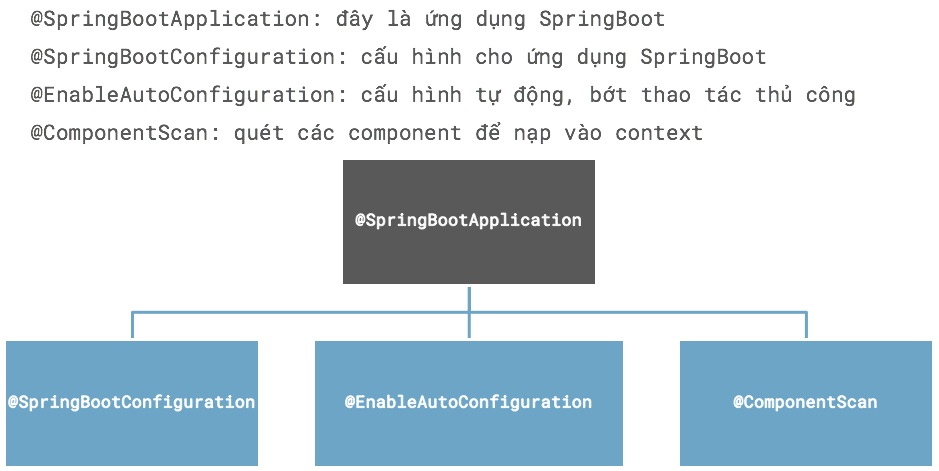 @SpringBootApplication: đây là ứng dụng SpringBoot
@SpringBootConfiguration: cấu hình cho ứng dụng SpringBoot
@EnableAutoConfiguration: cấu hình tự động, bớt thao tác thủ công
@ComponentScan: quét các component để nạp vào context
@SpringBootApplication
@SpringBootConfiguration
@EnableAutoConfiguration
@ComponentScan